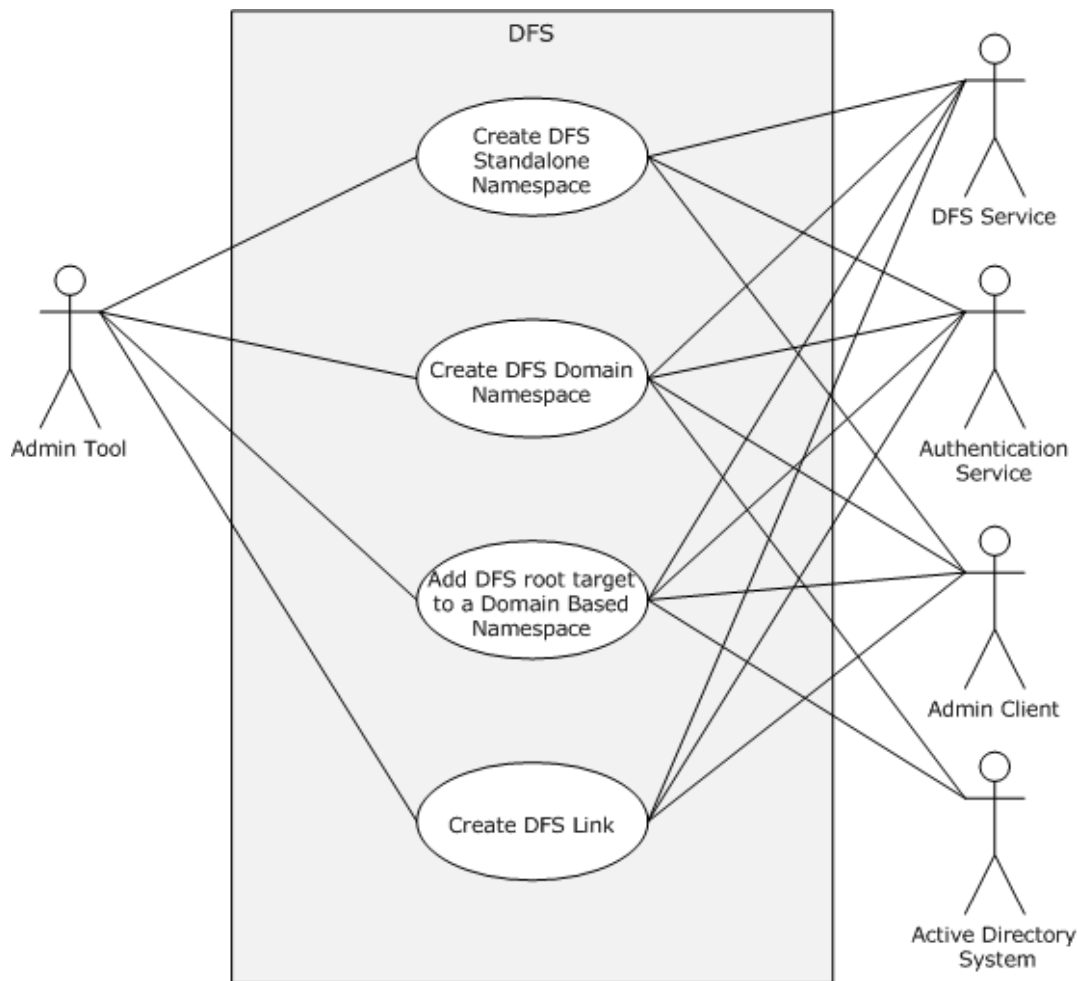 DFS
Create DFS
Standalone
Namespace
DFS Service
Admin Tool
Create DFS Domain
Namespace
Authentication
Service
Add DFS root target
to a Domain Based
Namespace
Admin Client
Create DFS Link
Active Directory
System